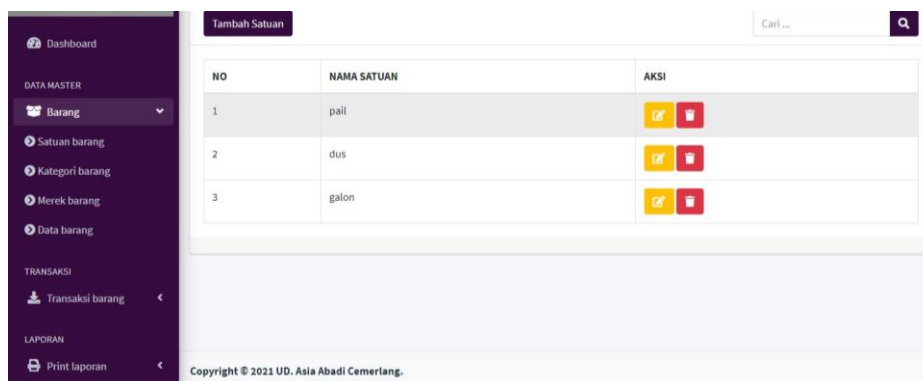 Dashboard
DATA MASTER
Barang
Satuan barang
Kategori barang
Merek barang
Data barang
TRANSAKSI
Transaksi barang
LAPORAN
Print laporan
Tambah Satuan
Cari ...
NO NAMA SATUAN AKSI
1 pail
2 dus
3 galon
Copyright © 2021 UD. Asia Abadi Cemerlang.